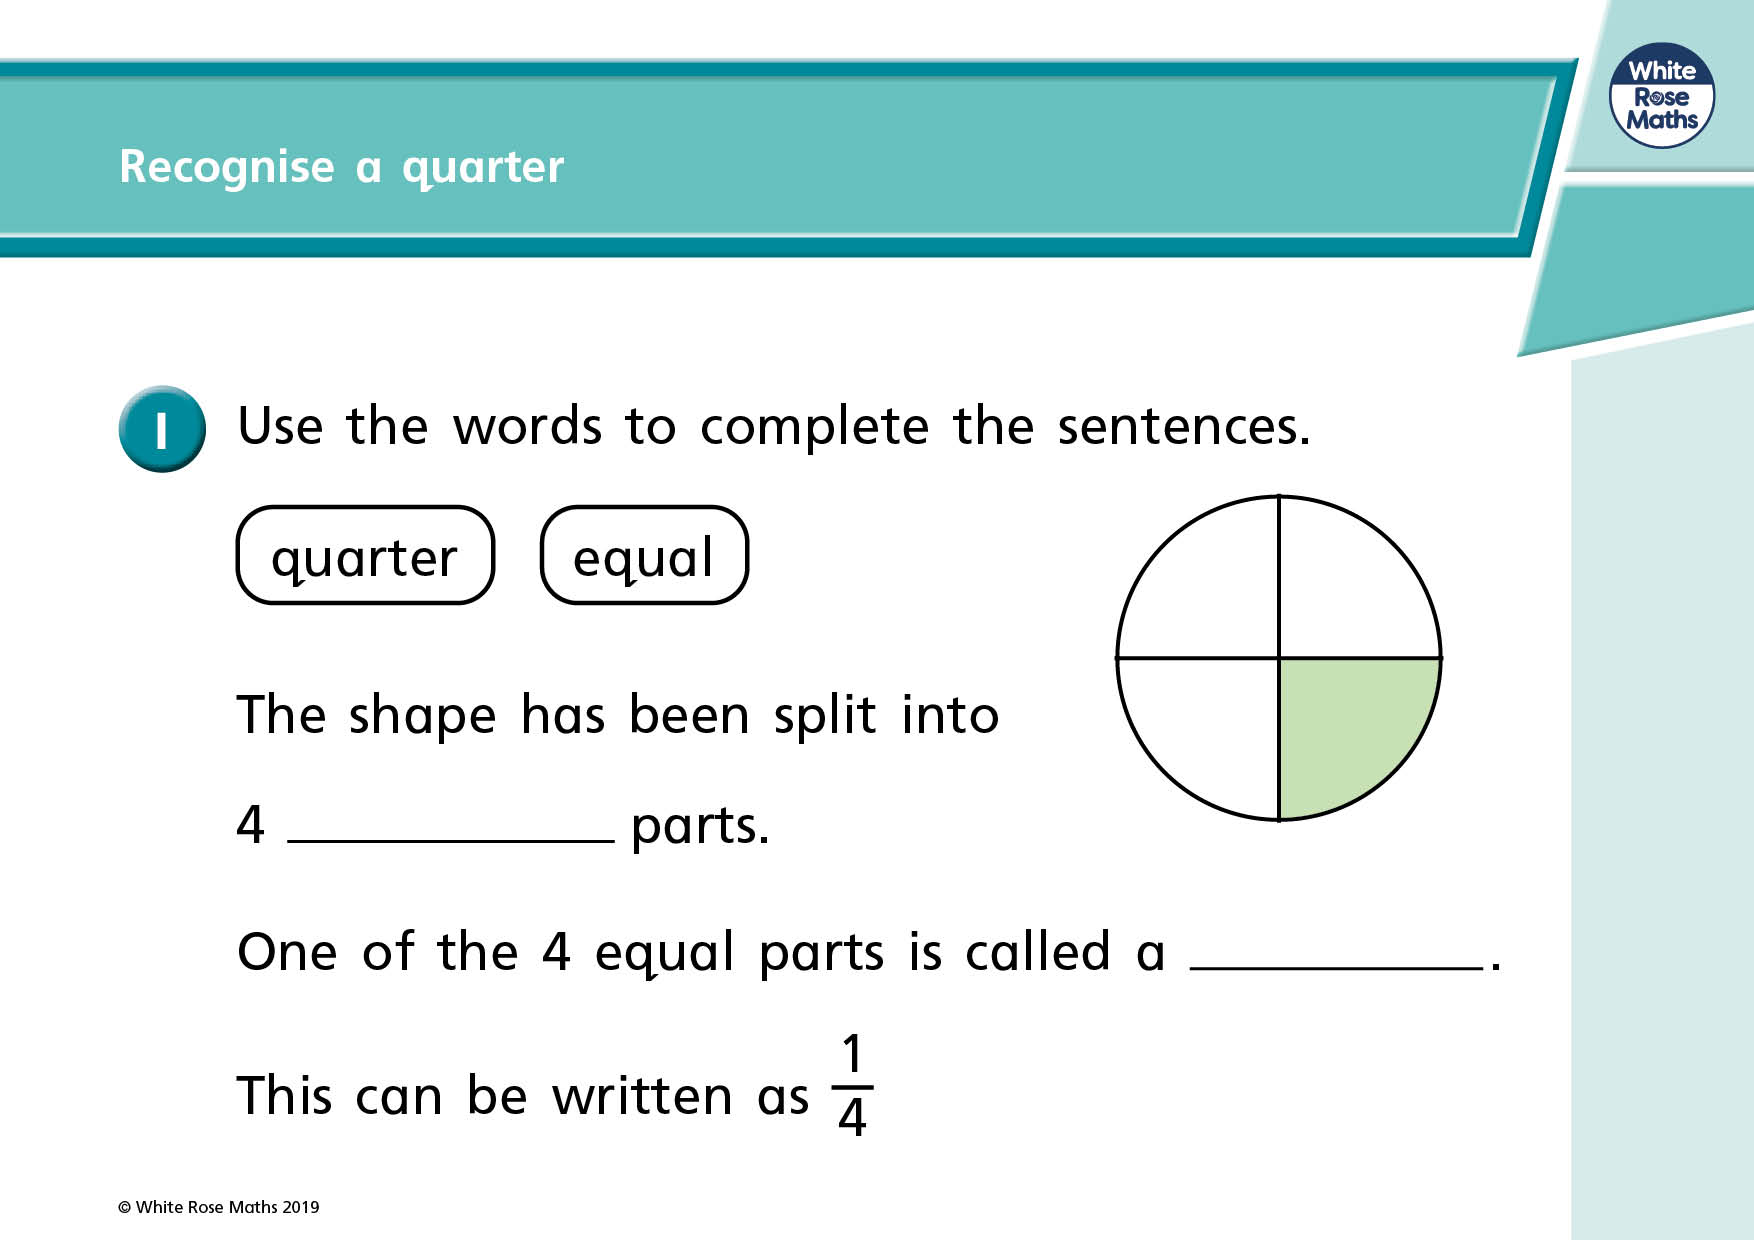 White
Rose
Maths
Recognise a quarter
1 Use the words to complete the sentences.
quarter equal
The shape has been split into
4 ____________ parts.
One of the 4 equal parts is called a ___________.
This can be written as 1/4
© White Rose Maths 2019